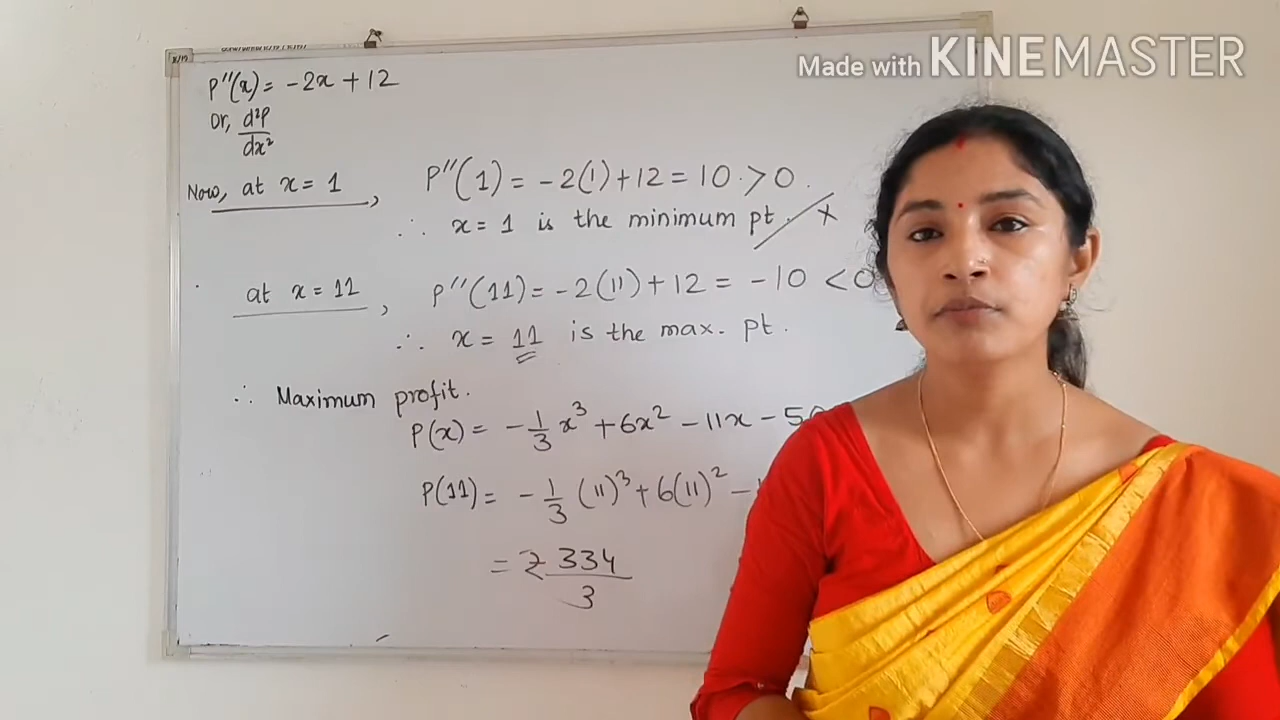 Made with KINEMASTER
P''(x) = -2x + 12
Or, d²P/dx²
Now, at x = 1, P''(1) = -2(1) + 12 = 10 > 0.
∴ x = 1 is the minimum pt. ×
at x = 11, P''(11) = -2(11) + 12 = -10 < 0
∴ x = 11 is the max. pt.
∴ Maximum profit.
P(x) = -1/3 x³ + 6x² - 11x - 50
P(11) = -1/3 (11)³ + 6(11)² -
= ₹ 334/3